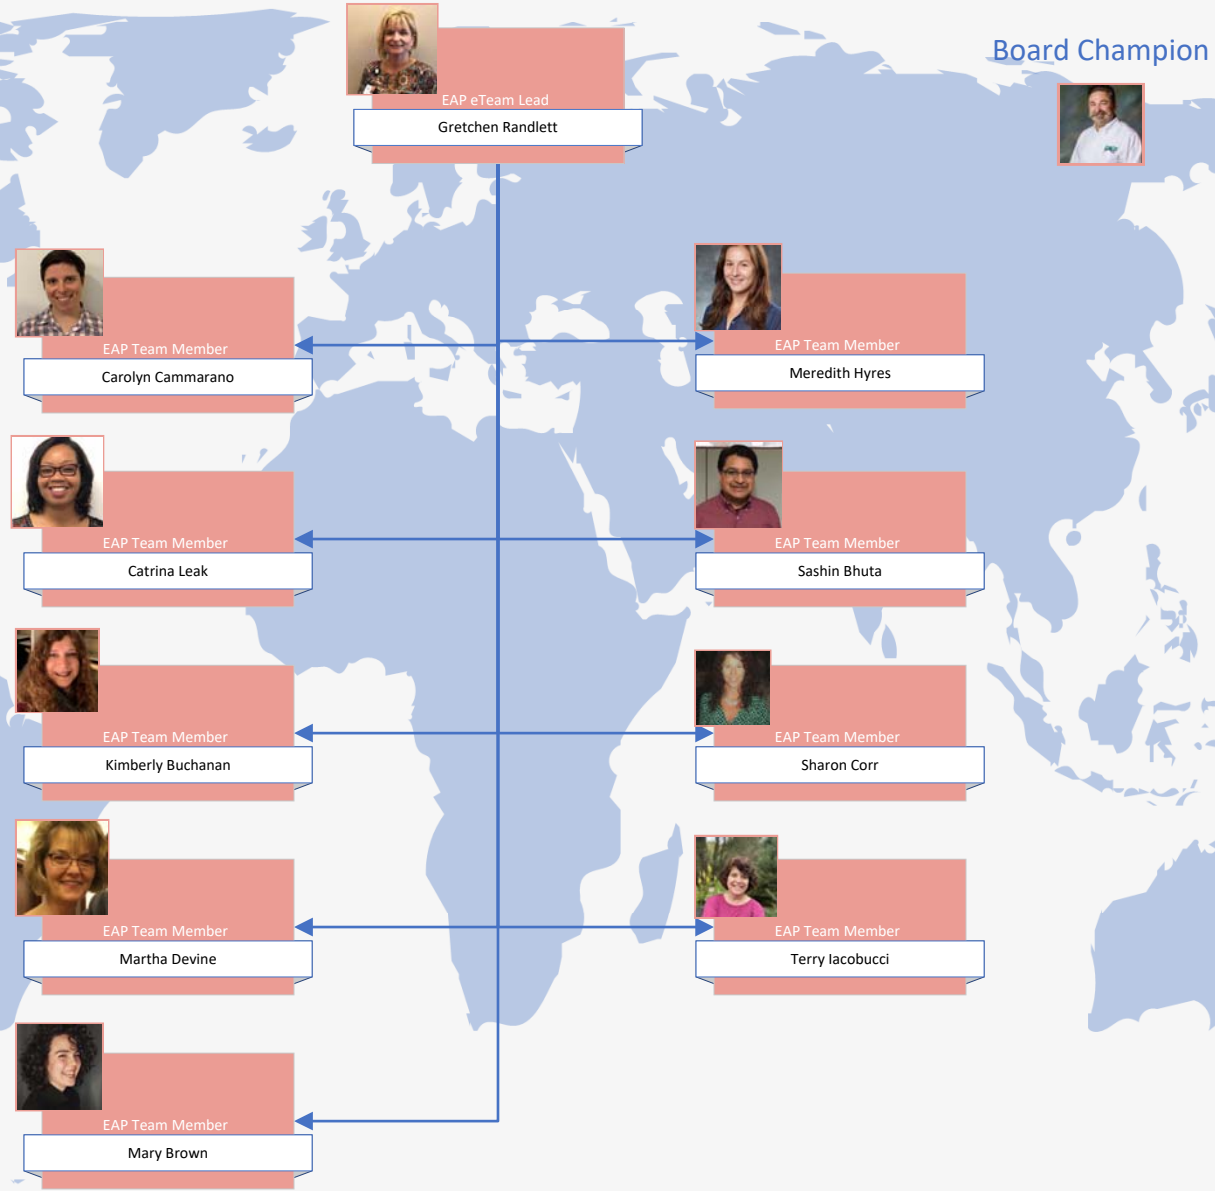 Board Champion
EAP eTeam Lead
Gretchen Randlett
EAP Team Member
Carolyn Cammarano
EAP Team Member
Meredith Hyres
EAP Team Member
Catrina Leak
EAP Team Member
Sashin Bhuta
EAP Team Member
Kimberly Buchanan
EAP Team Member
Sharon Corr
EAP Team Member
Martha Devine
EAP Team Member
Terry Iacobucci
EAP Team Member
Mary Brown